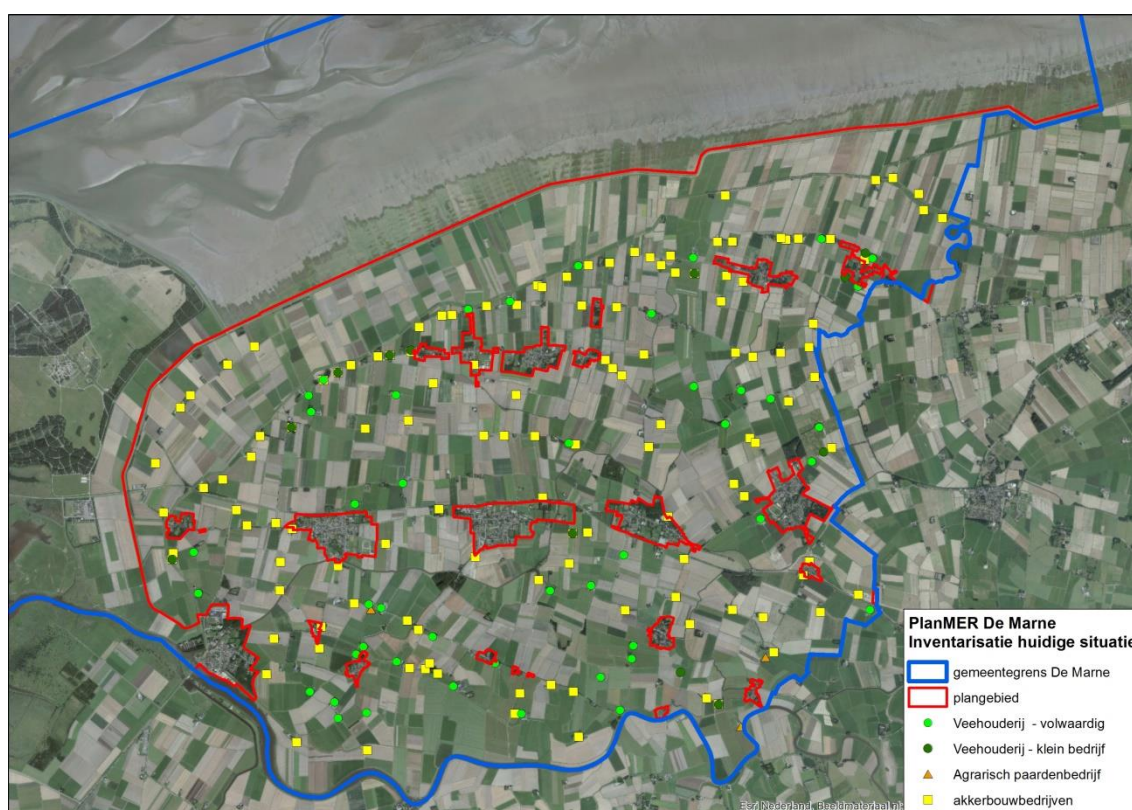 PlanMER De Marne
Inventarisatie huidige situatie
gemeentegrens De Marne
plangebied
Veehouderij - volwaardig
Veehouderij - klein bedrijf
Agrarisch paardenbedrijf
akkerbouwbedrijven
Esri Nederland, Beeldmateriaal.nl